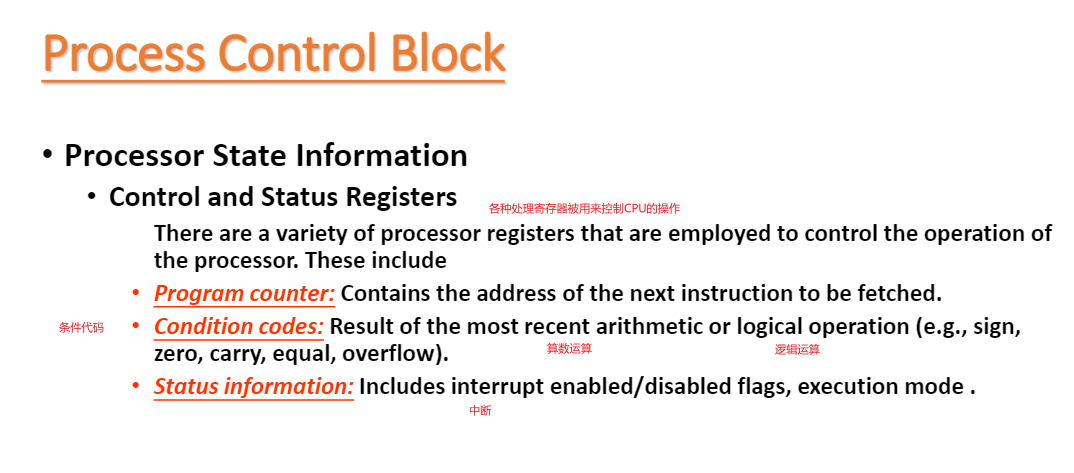 Process Control Block
• Processor State Information
• Control and Status Registers
各种处理寄存器被用来控制CPU的操作
There are a variety of processor registers that are employed to control the operation of
the processor. These include
• Program counter: Contains the address of the next instruction to be fetched.
条件代码
• Condition codes: Result of the most recent arithmetic or logical operation (e.g., sign,
zero, carry, equal, overflow).
算数运算
逻辑运算
• Status information: Includes interrupt enabled/disabled flags, execution mode .
中断